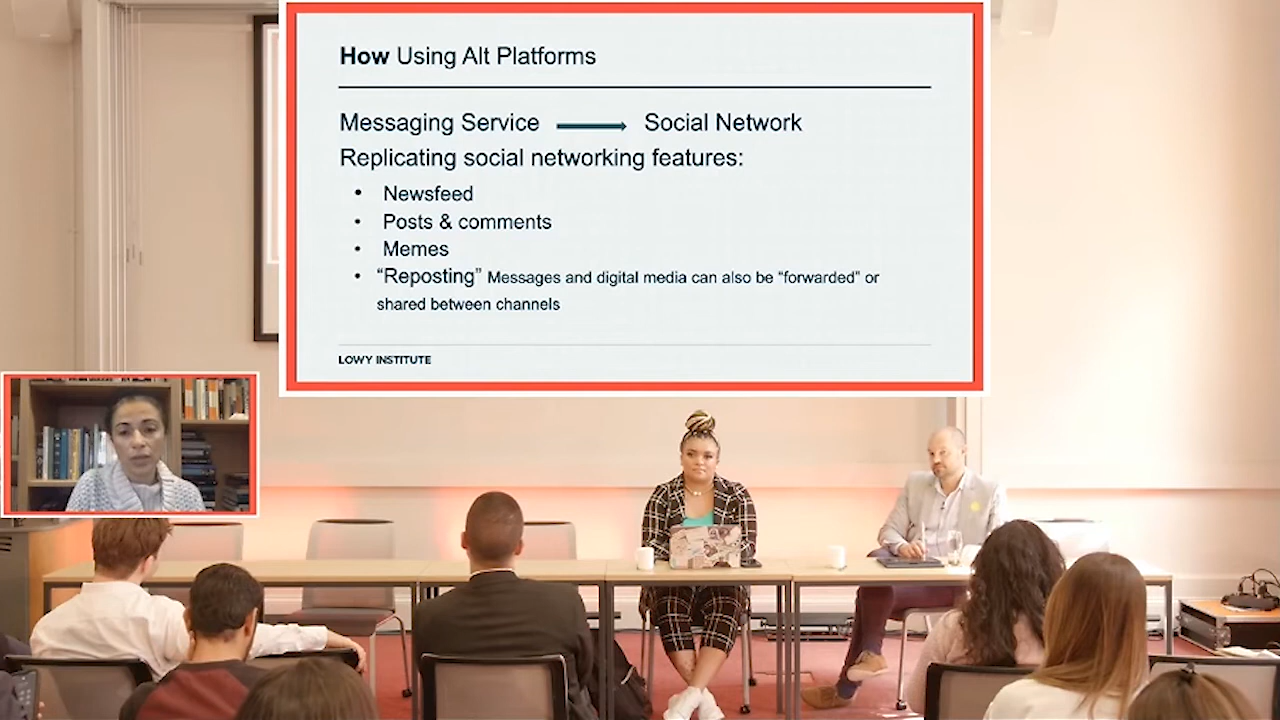 How Using Alt Platforms
Messaging Service → Social Network
Replicating social networking features:
• Newsfeed
• Posts & comments
• Memes
• “Reposting” Messages and digital media can also be “forwarded” or
shared between channels
LOWY INSTITUTE